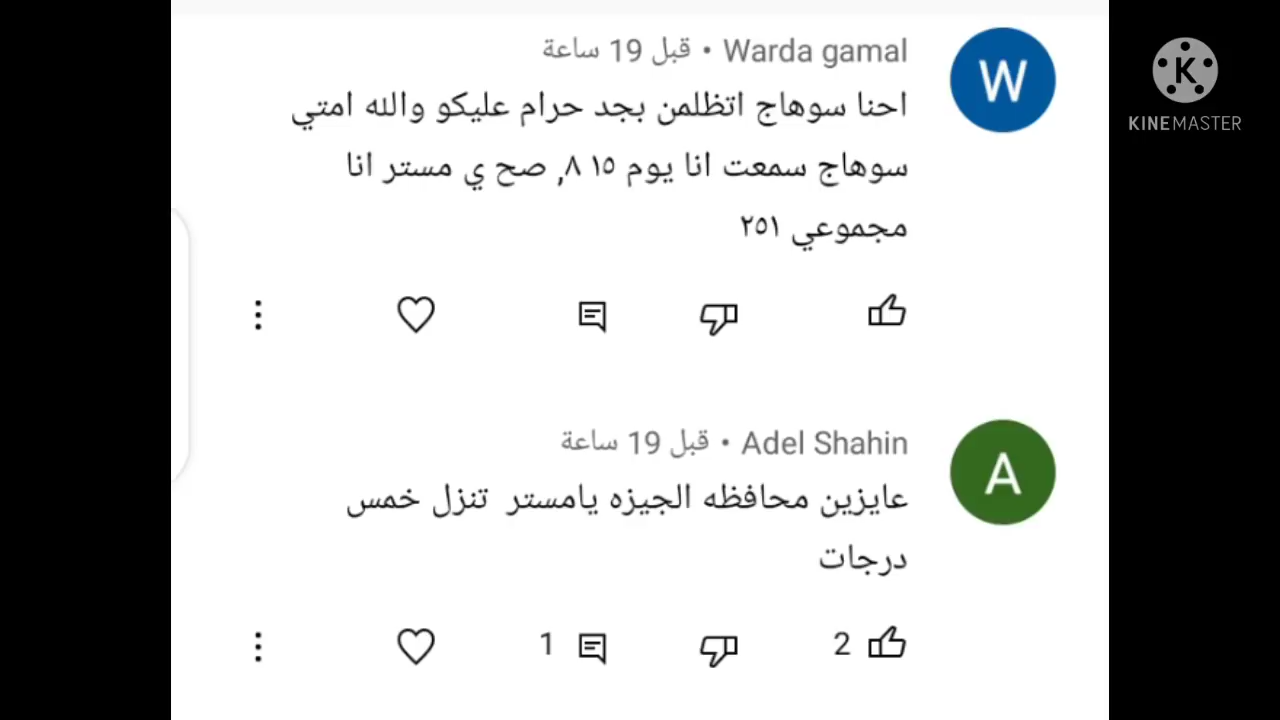 Warda gamal • قبل 19 ساعة
احنا سوهاج اتظلمن بجد حرام عليكو والله امتي
سوهاج سمعت انا يوم ١٥ ٨, صح ي مستر انا
مجموعي ٢٥١
Adel Shahin • قبل 19 ساعة
عايزين محافظه الجيزه يامستر تنزل خمس
درجات
2
1
W
A
K
KINEMASTER